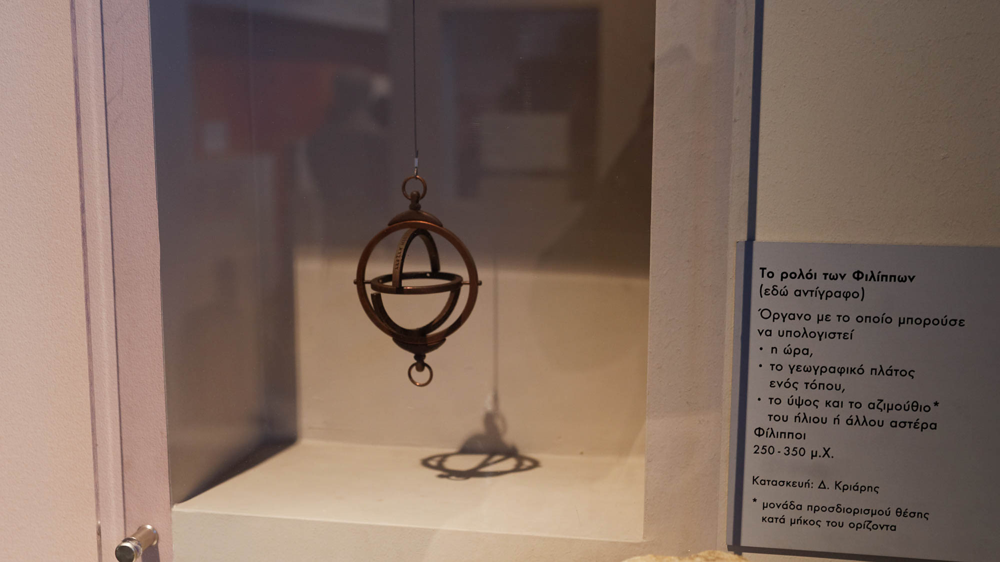 Το ρολόι των Φιλίππων
(εδώ αντίγραφο)
Όργανο με το οποίο μπορούσε
να υπολογιστεί
• η ώρα,
• το γεωγραφικό πλάτος
ενός τόπου,
• το ύψος και το αζιμούθιο*
του ήλιου ή άλλου αστέρα
Φίλιπποι
250 - 350 μ.Χ.
Κατασκευή: Δ. Κριάρης
* μονάδα προσδιορισμού θέσης
κατά μήκος του ορίζοντα